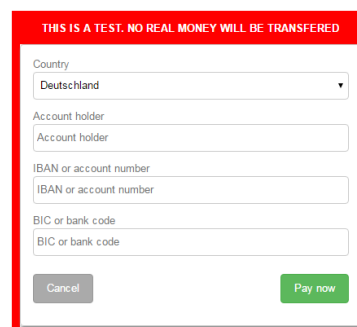 THIS IS A TEST. NO REAL MONEY WILL BE TRANSFERED
Country
Deutschland
Account holder
Account holder
IBAN or account number
IBAN or account number
BIC or bank code
BIC or bank code
Cancel Pay now